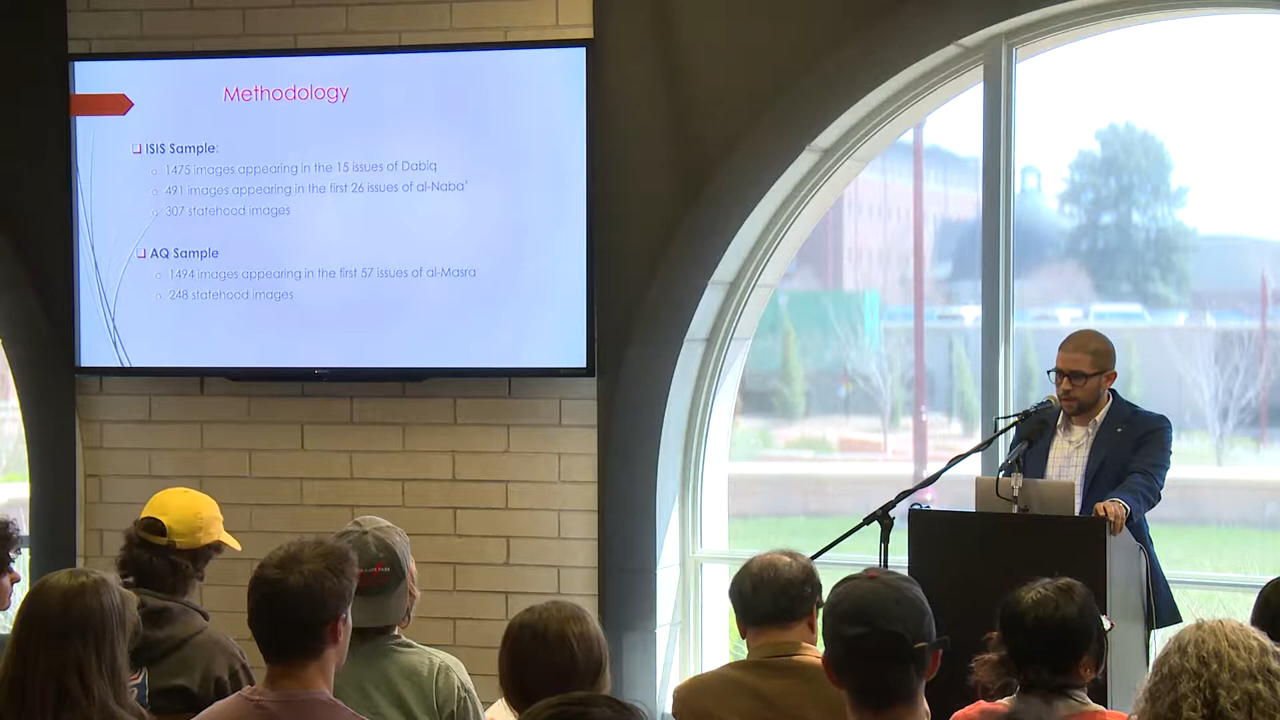 Methodology
ISIS Sample:
1475 images appearing in the 15 issues of Dabiq
491 images appearing in the first 26 issues of al-Naba'
307 statehood images
AQ Sample
1494 images appearing in the first 57 issues of al-Masra
248 statehood images